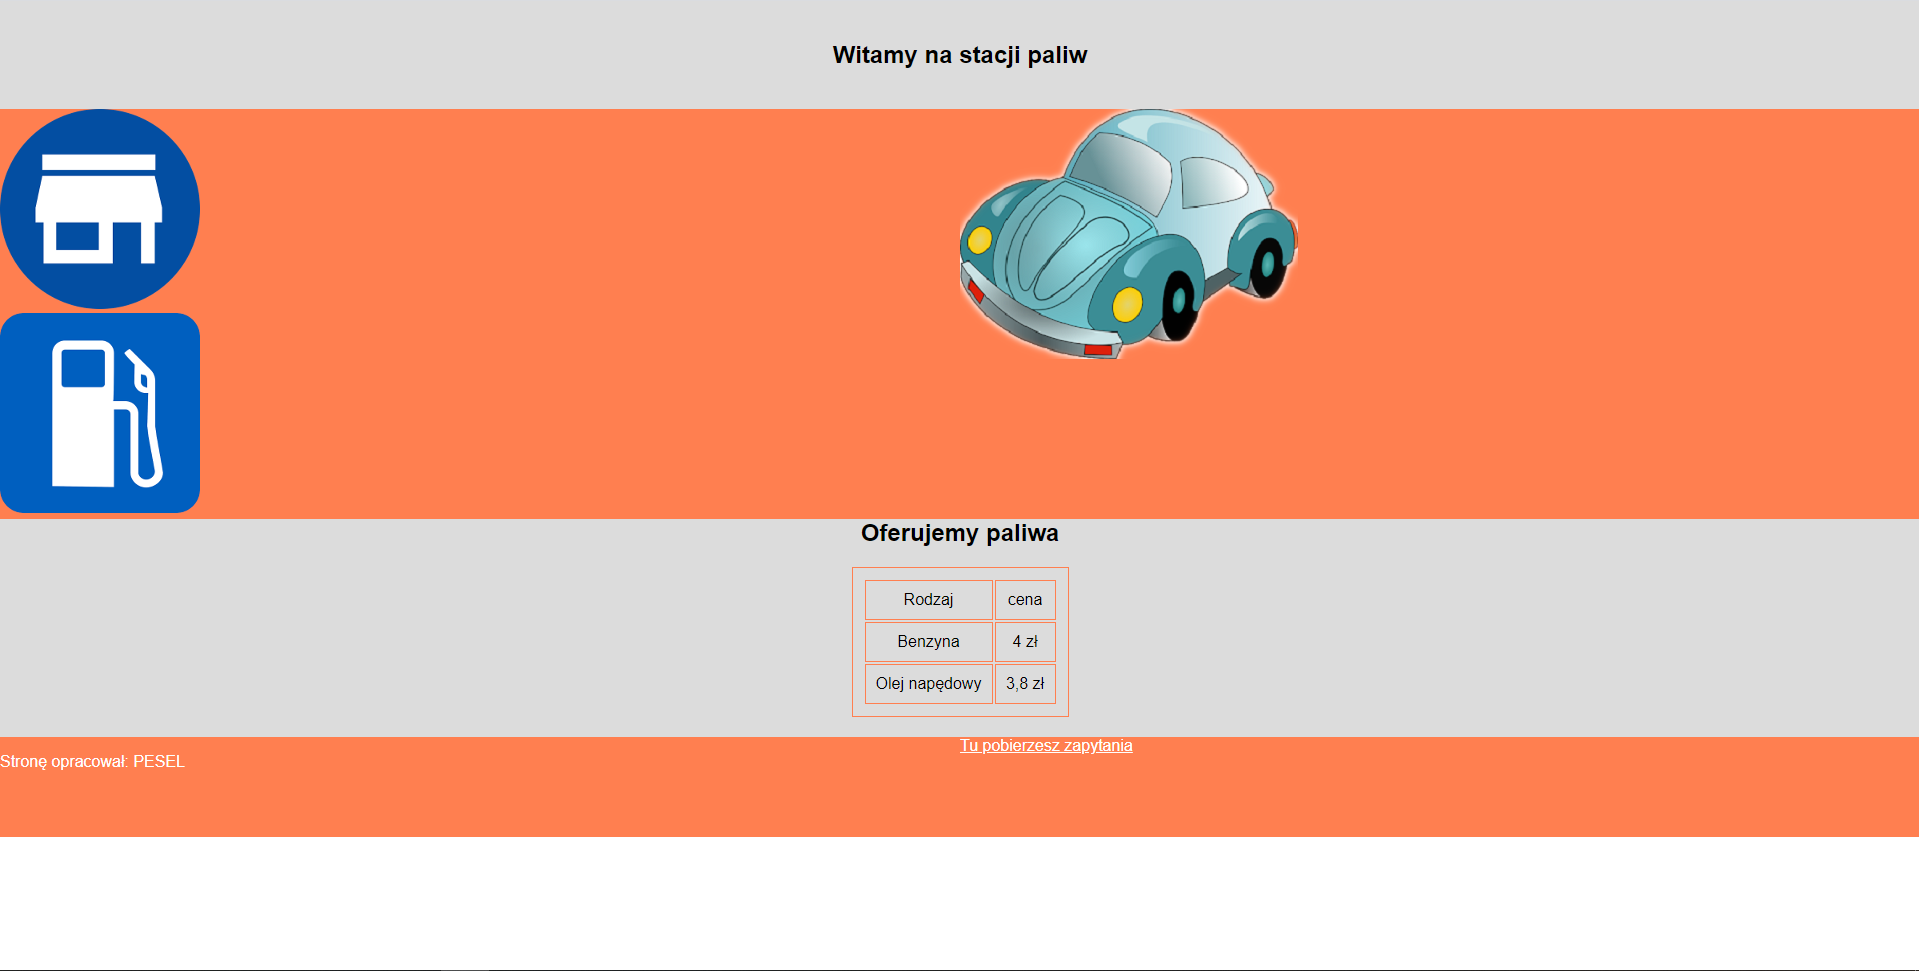 Witamy na stacji paliw
Oferujemy paliwa
Rodzaj cena
Benzyna 4 zł
Olej napędowy 3,8 zł
Tu pobierzesz zapytania
Stronę opracował: PESEL